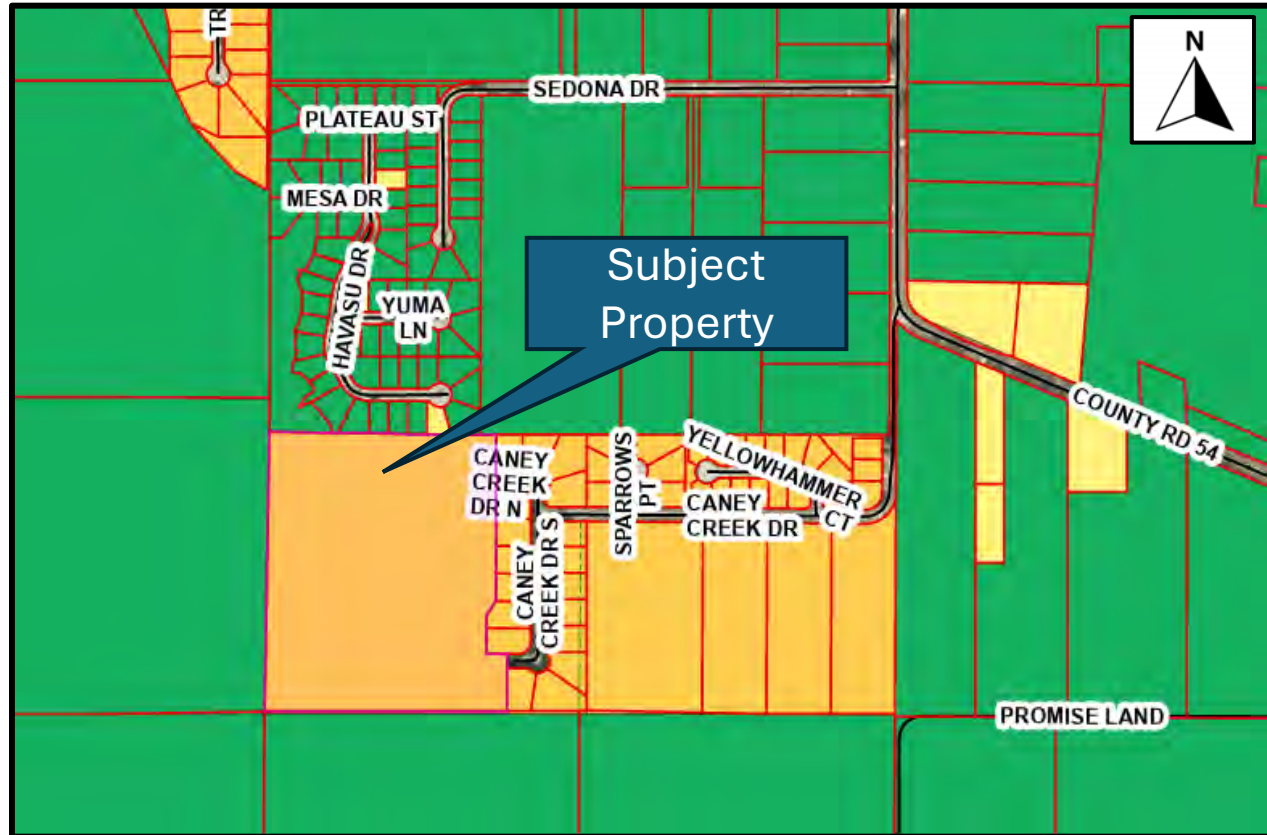 TR
N
SEDONA DR
PLATEAU ST
MESA DR
HAVASU DR
YUMA
LN
Subject
Property
COUNTY RD 54
CANEY
CREEK
DR N
SPARROWS
PT
YELLOWHAMMER
CT
CANEY
CREEK DR
CANEY
CREEK DR S
PROMISE LAND